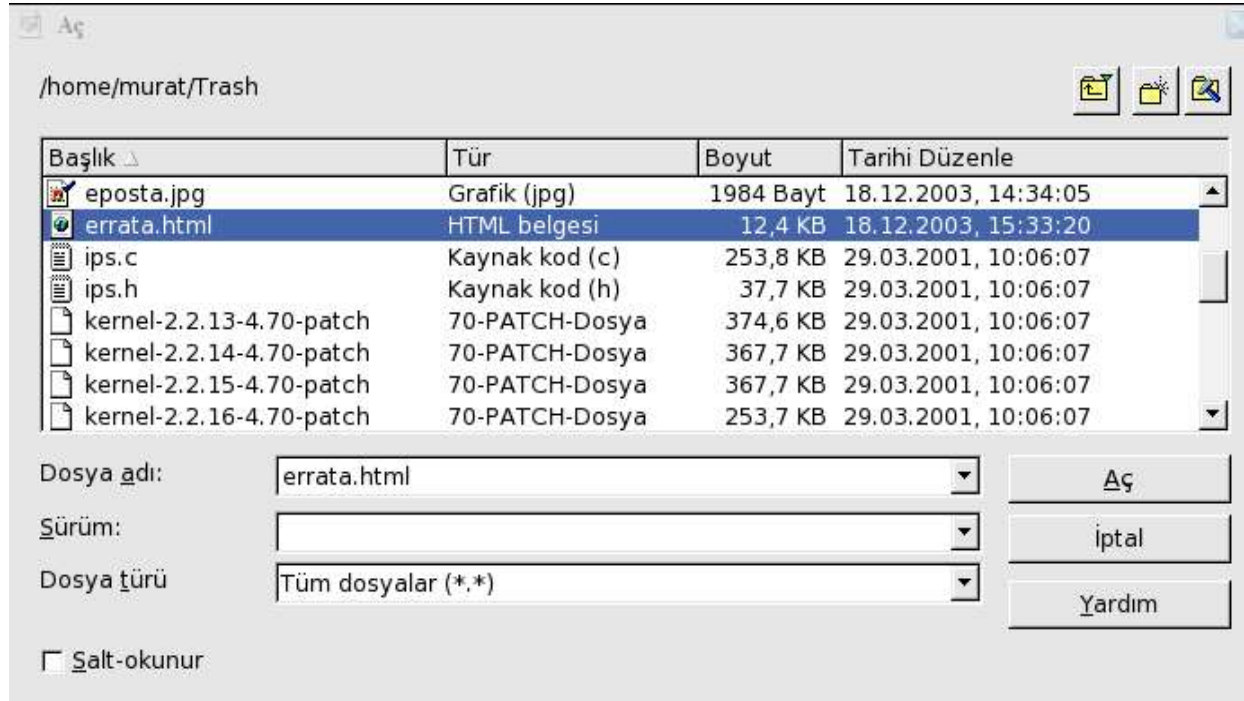 Aç
/home/murat/Trash
Başlık Tür Boyut Tarihi Düzenle
eposta.jpg Grafik (jpg) 1984 Bayt 18.12.2003, 14:34:05
errata.html HTML belgesi 12,4 KB 18.12.2003, 15:33:20
ips.c Kaynak kod (c) 253,8 KB 29.03.2001, 10:06:07
ips.h Kaynak kod (h) 37,7 KB 29.03.2001, 10:06:07
kernel-2.2.13-4.70-patch 70-PATCH-Dosya 374,6 KB 29.03.2001, 10:06:07
kernel-2.2.14-4.70-patch 70-PATCH-Dosya 367,7 KB 29.03.2001, 10:06:07
kernel-2.2.15-4.70-patch 70-PATCH-Dosya 367,7 KB 29.03.2001, 10:06:07
kernel-2.2.16-4.70-patch 70-PATCH-Dosya 253,7 KB 29.03.2001, 10:06:07
Dosya adı: errata.html Aç
Sürüm: İptal
Dosya türü Tüm dosyalar (*.*) Yardım
Salt-okunur